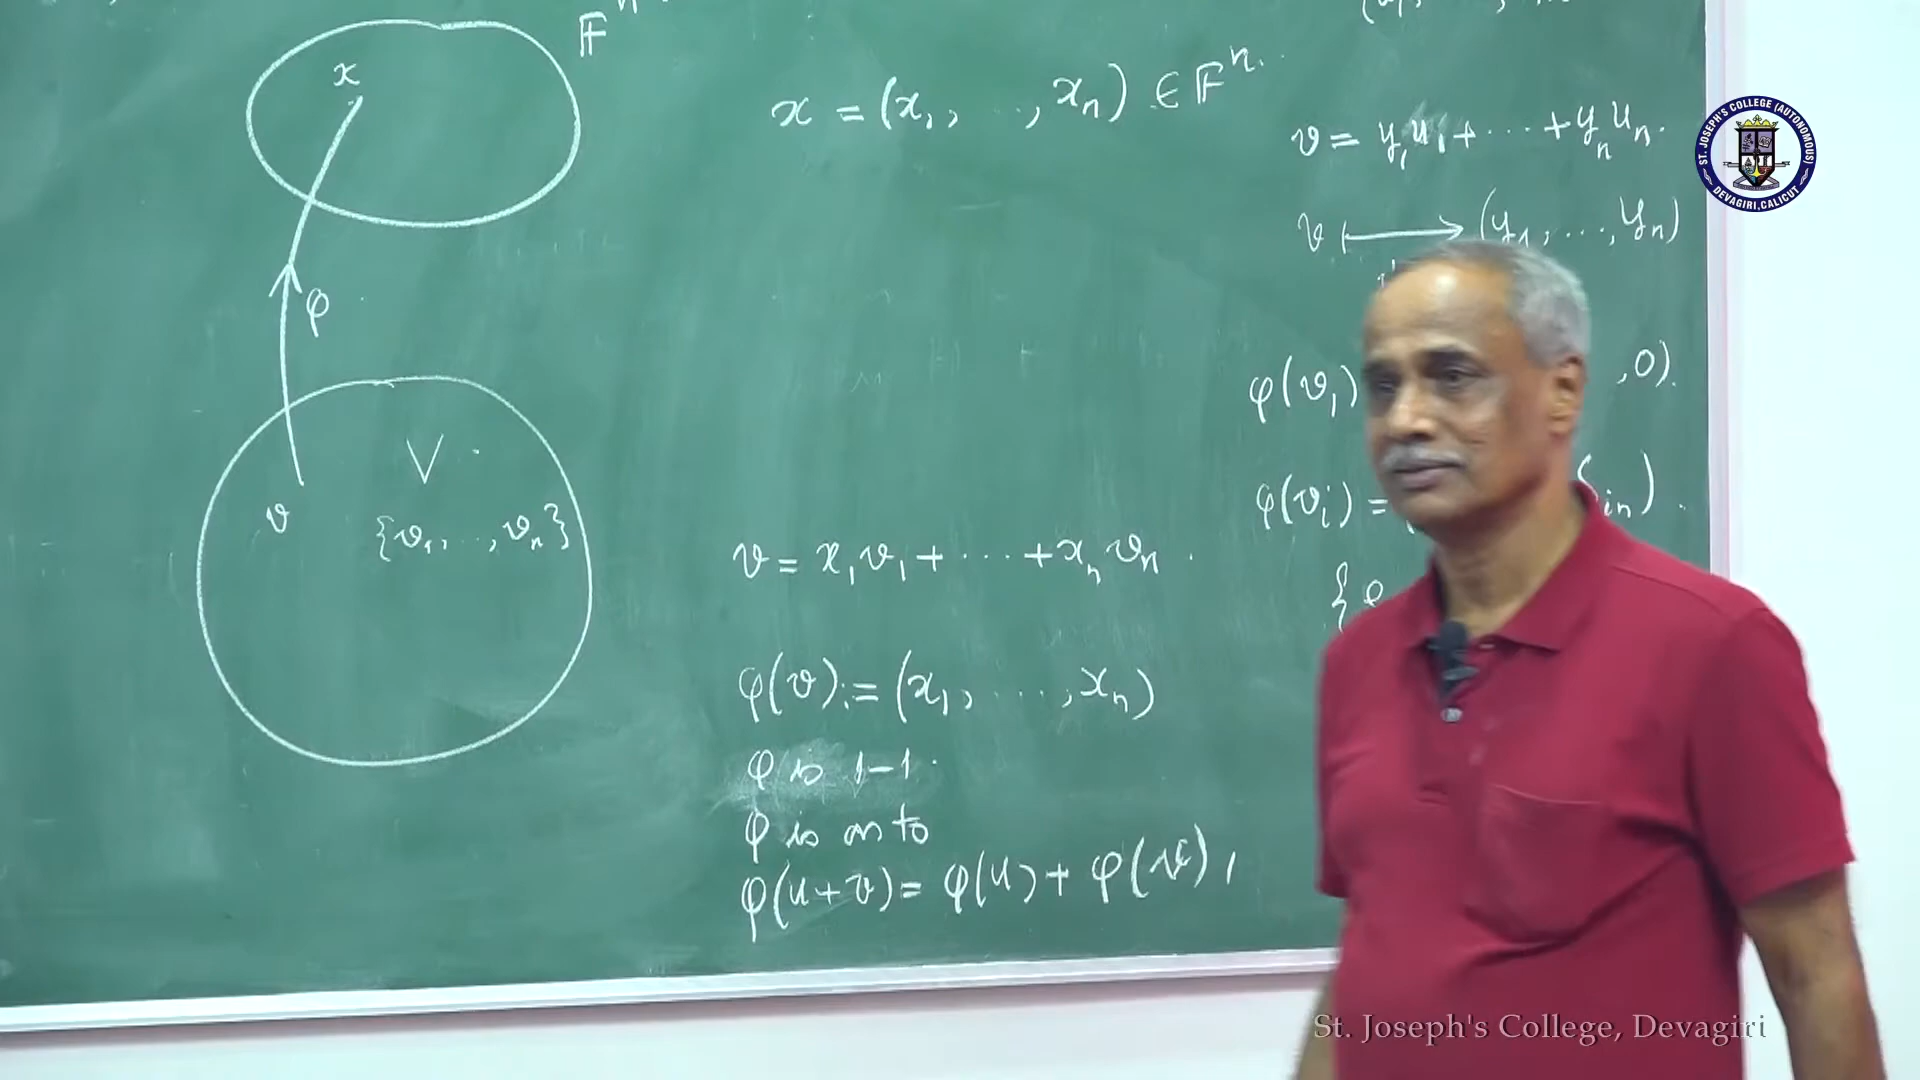 𝔽ⁿ
x
φ
V
v
{v₁, .., vₙ}
x = (x₁, . .., xₙ) ∈ 𝔽ⁿ.
v = x₁v₁ + ··· + xₙvₙ.
φ(v) := (x₁, ···, xₙ)
φ is 1-1.
φ is onto
φ(u+v) = φ(u) + φ(v),
v = y₁u₁ + ··· + yₙuₙ.
v ↦ (y₁, ..., yₙ)
φ(v₁) , 0).
φ(vᵢ) = ᵢₙ).
ST. JOSEPH'S COLLEGE (AUTONOMOUS)
DEVAGIRI, CALICUT
St. Joseph's College, Devagiri